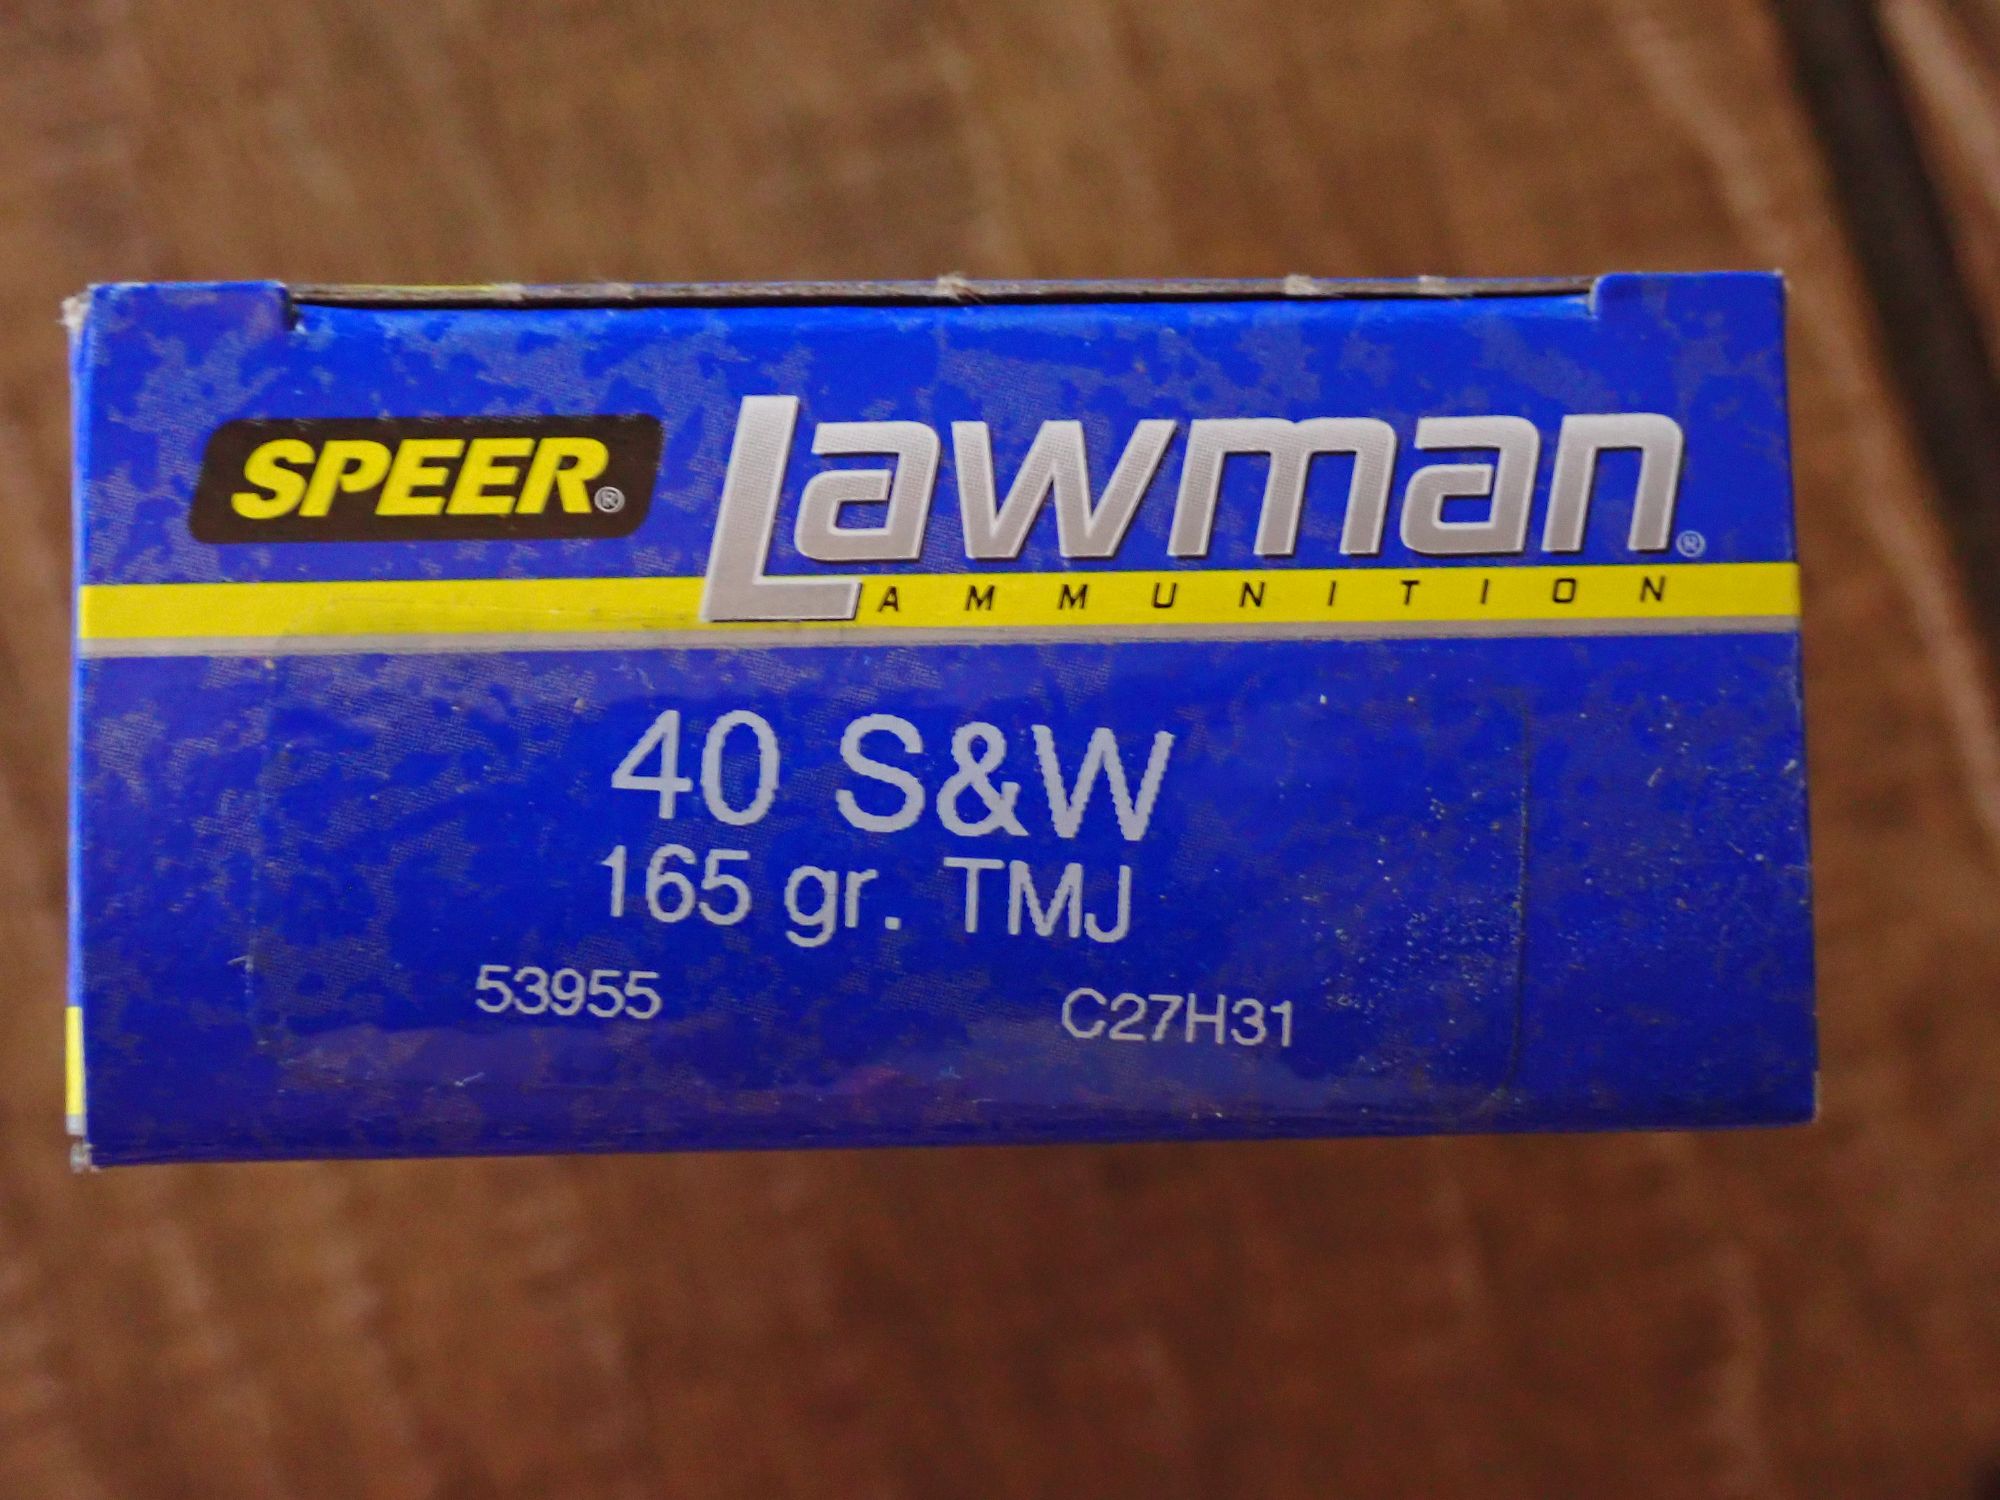 SPEER® Lawman®
AMMUNITION
40 S&W
165 gr. TMJ
53955 C27H31